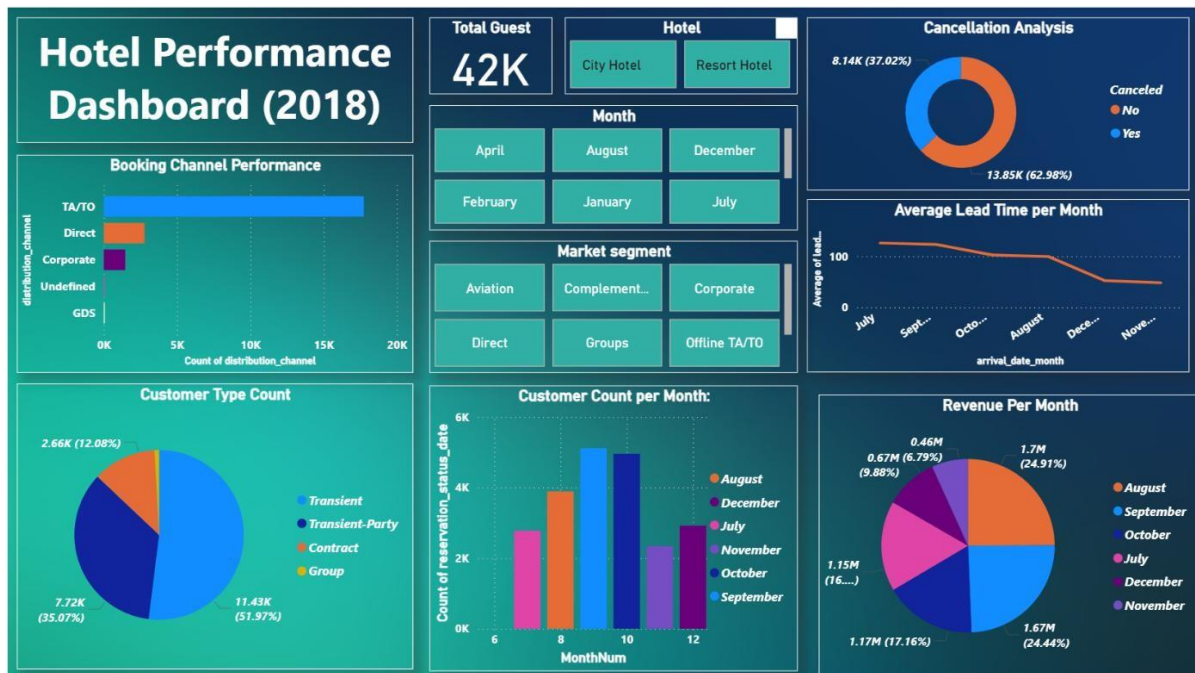 Hotel Performance
Dashboard (2018)
Total Guest
42K
Hotel
City Hotel
Resort Hotel
Month
April
August
December
February
January
July
Market segment
Aviation
Complement...
Corporate
Direct
Groups
Offline TA/TO
Cancellation Analysis
8.14K (37.02%)
13.85K (62.98%)
Canceled
No
Yes
Booking Channel Performance
distribution_channel
TA/TO
Direct
Corporate
Undefined
GDS
0K
5K
10K
15K
20K
Count of distribution_channel
Average Lead Time per Month
Average of lead...
100
0
July
Sept...
Octo...
August
Dece...
Nove...
arrival_date_month
Customer Type Count
2.66K (12.08%)
7.72K
(35.07%)
11.43K
(51.97%)
Transient
Transient-Party
Contract
Group
Customer Count per Month:
Count of reservation_status_date
6K
4K
2K
0K
6
8
10
12
MonthNum
August
December
July
November
October
September
Revenue Per Month
0.46M
(6.79%)
0.67M
(9.88%)
1.7M
(24.91%)
1.15M
(16....)
1.17M (17.16%)
1.67M
(24.44%)
August
September
October
July
December
November